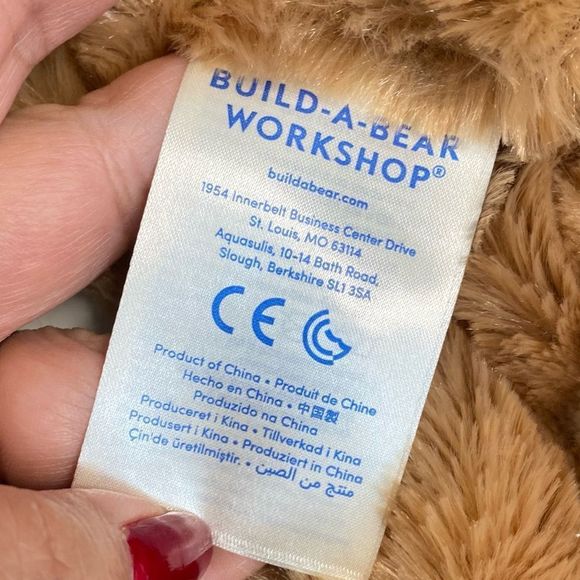 BUILD-A-BEAR
WORKSHOP®
buildabear.com
1954 Innerbelt Business Center Drive
St. Louis, MO 63114
Aquasulis, 10-14 Bath Road,
Slough, Berkshire SL1 3SA
CE
Product of China • Produit de Chine
Hecho en China • 中国製
Produzido na China
Produceret i Kina • Tillverkad i Kina
Produsert i Kina • Produziert in China
Çin'de üretilmiştir. • منتج من الصين